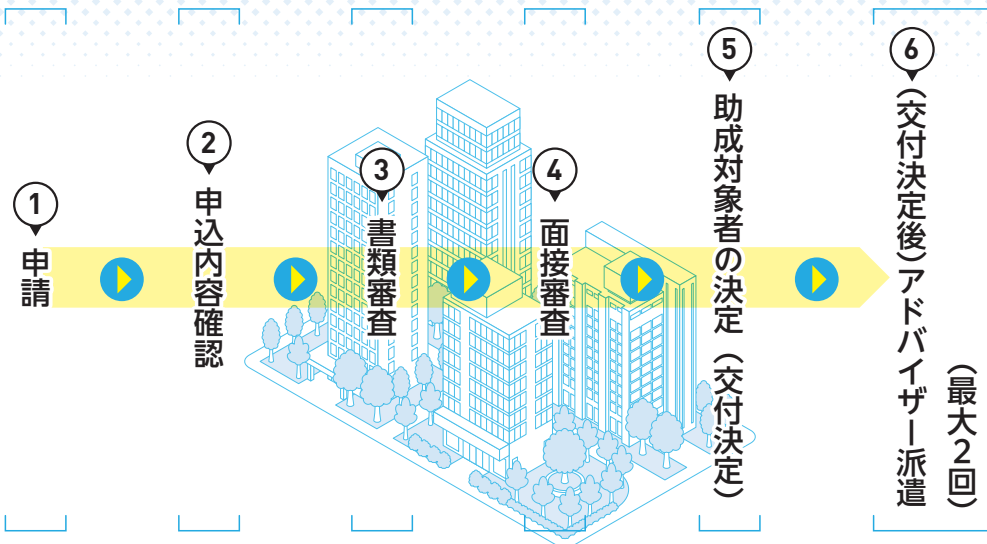 1
申請
2
申込内容確認
3
書類審査
4
面接審査
5
助成対象者の決定（交付決定）
6
（交付決定後）アドバイザー派遣
（最大2回）